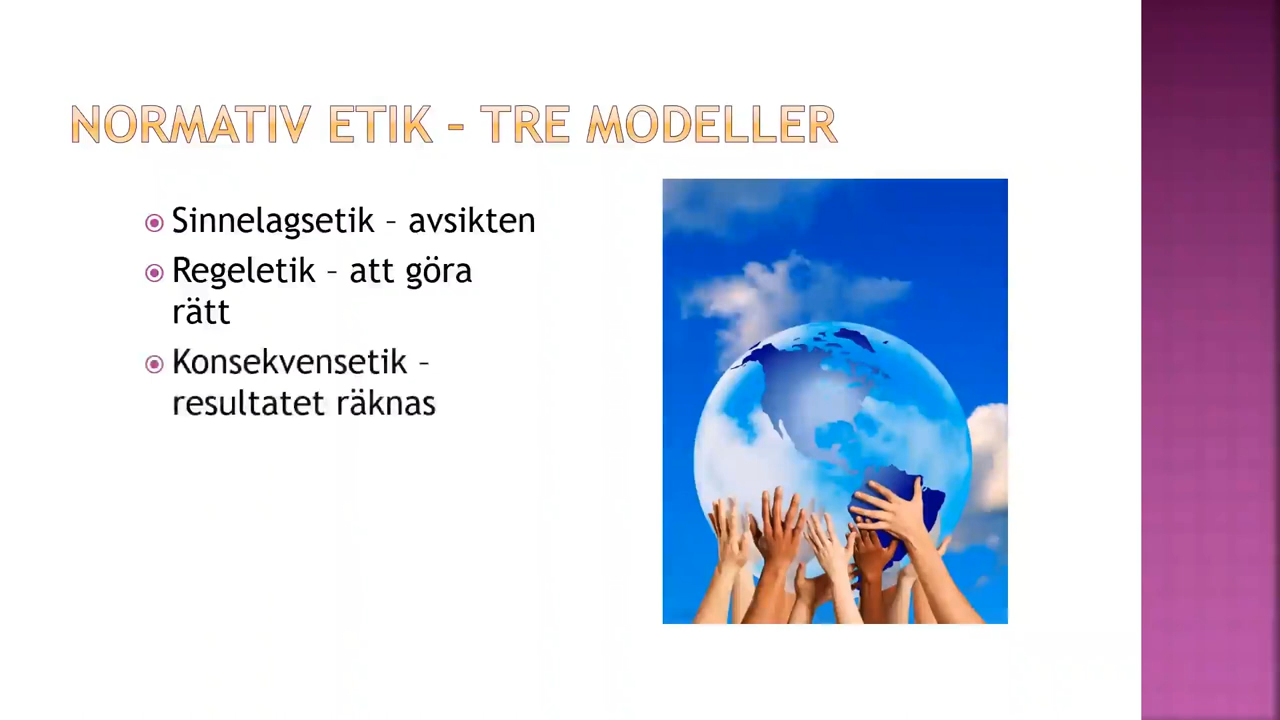 NORMATIV ETIK – TRE MODELLER
Sinnelagsetik – avsikten
Regeletik – att göra
rätt
Konsekvensetik –
resultatet räknas